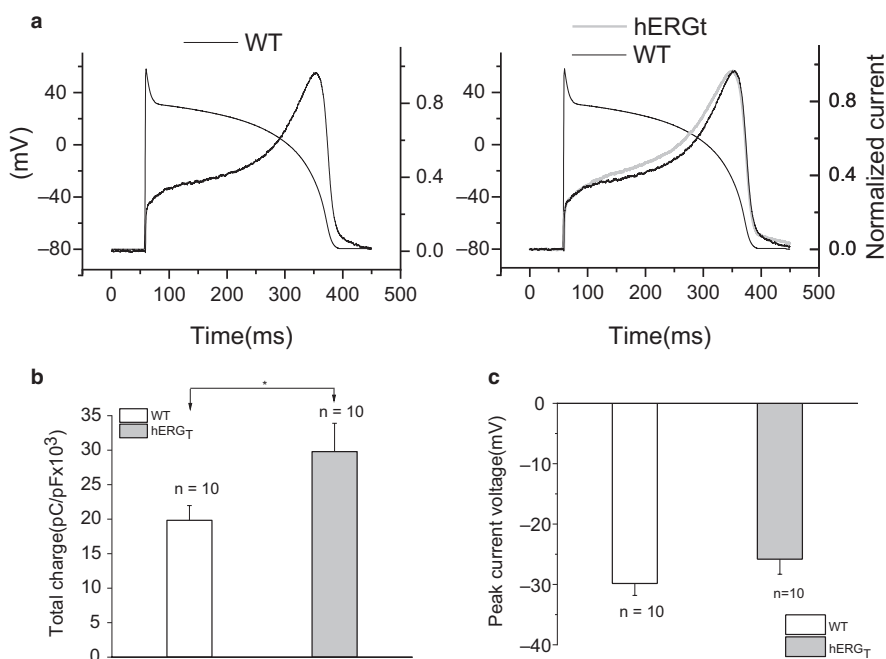 a
WT
(mV)
40
0
−40
−80
0.8
0.4
0.0
0 100 200 300 400 500
Time(ms)
hERGt
WT
40
0
−40
−80
0.8
0.4
0.0
Normalized current
0 100 200 300 400 500
Time(ms)
b
*
WT
hERGT
n = 10
n = 10
Total charge(pC/pFx10³)
35
30
25
20
15
10
5
0
c
Peak current voltage(mV)
0
−10
−20
−30
−40
n = 10
n=10
WT
hERGT